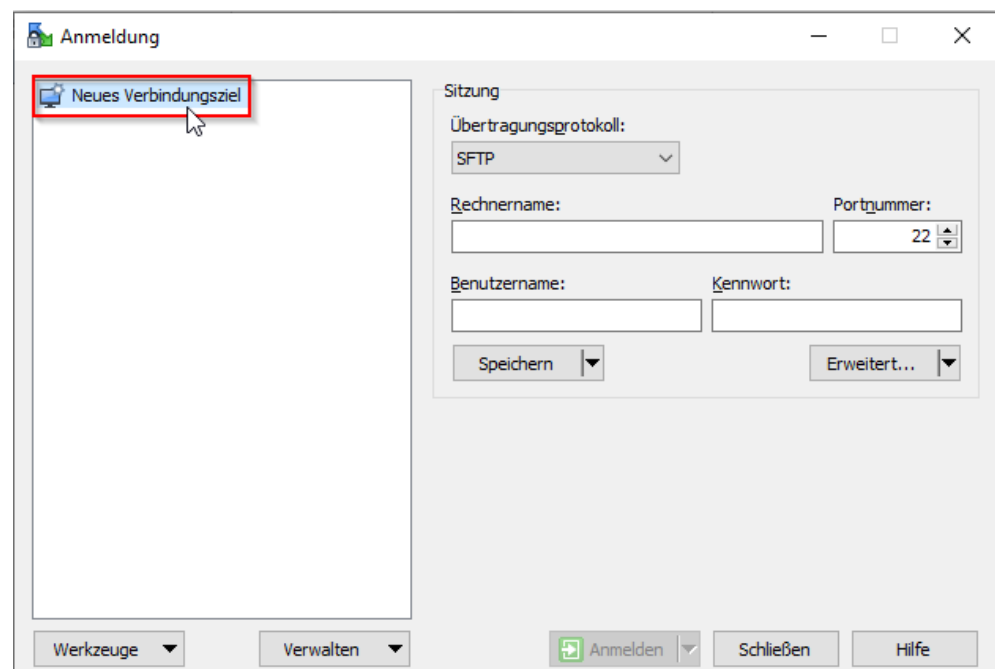 Anmeldung
Neues Verbindungsziel
Sitzung
Übertragungsprotokoll:
SFTP
Rechnername: Portnummer:
22
Benutzername: Kennwort:
Speichern Erweitert...
Werkzeuge Verwalten Anmelden Schließen Hilfe